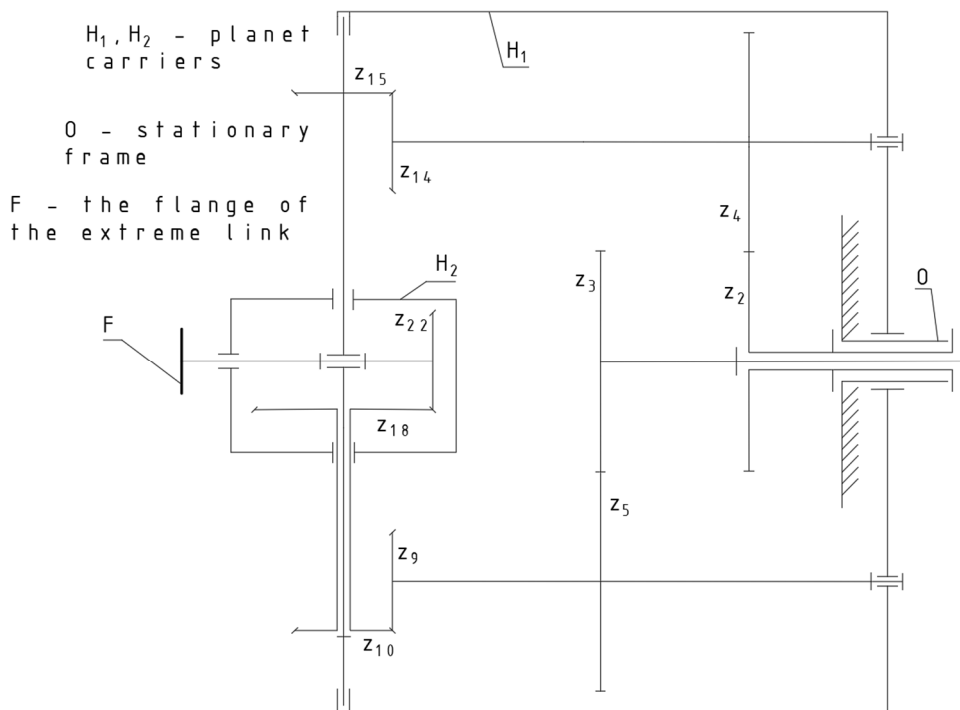 H₁, H₂ – planet
carriers
H₁
z₁₅
O – stationary
frame
z₁₄
F – the flange of
the extreme link
z₄
H₂
z₃
z₂
O
F
z₂₂
z₁₈
z₅
z₉
z₁₀